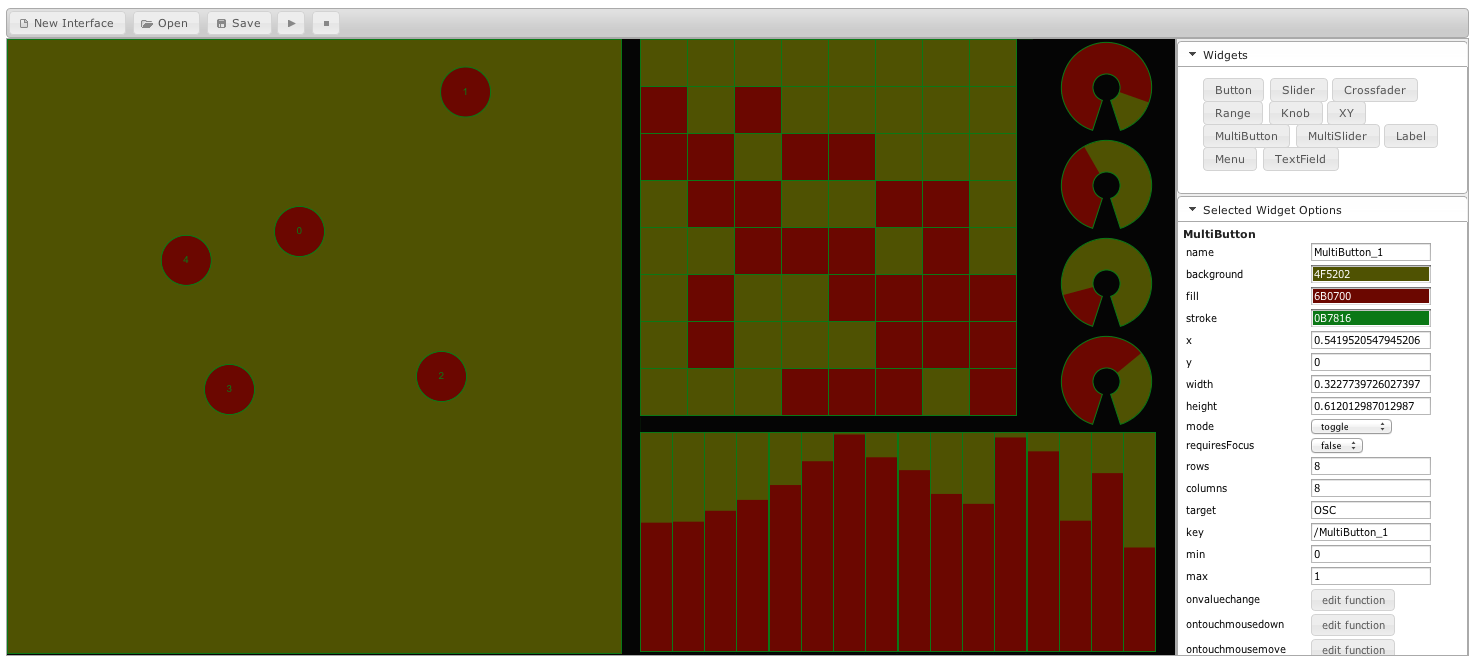 New Interface Open Save
1
0
4
2
3
Widgets
Button Slider Crossfader
Range Knob XY
MultiButton MultiSlider Label
Menu TextField
Selected Widget Options
MultiButton
name MultiButton_1
background 4F5202
fill 6B0700
stroke 0B7816
x 0.5419520547945206
y 0
width 0.3227739726027397
height 0.612012987012987
mode toggle
requiresFocus false
rows 8
columns 8
target OSC
key /MultiButton_1
min 0
max 1
onvaluechange edit function
ontouchmousedown edit function
ontouchmousemove edit function